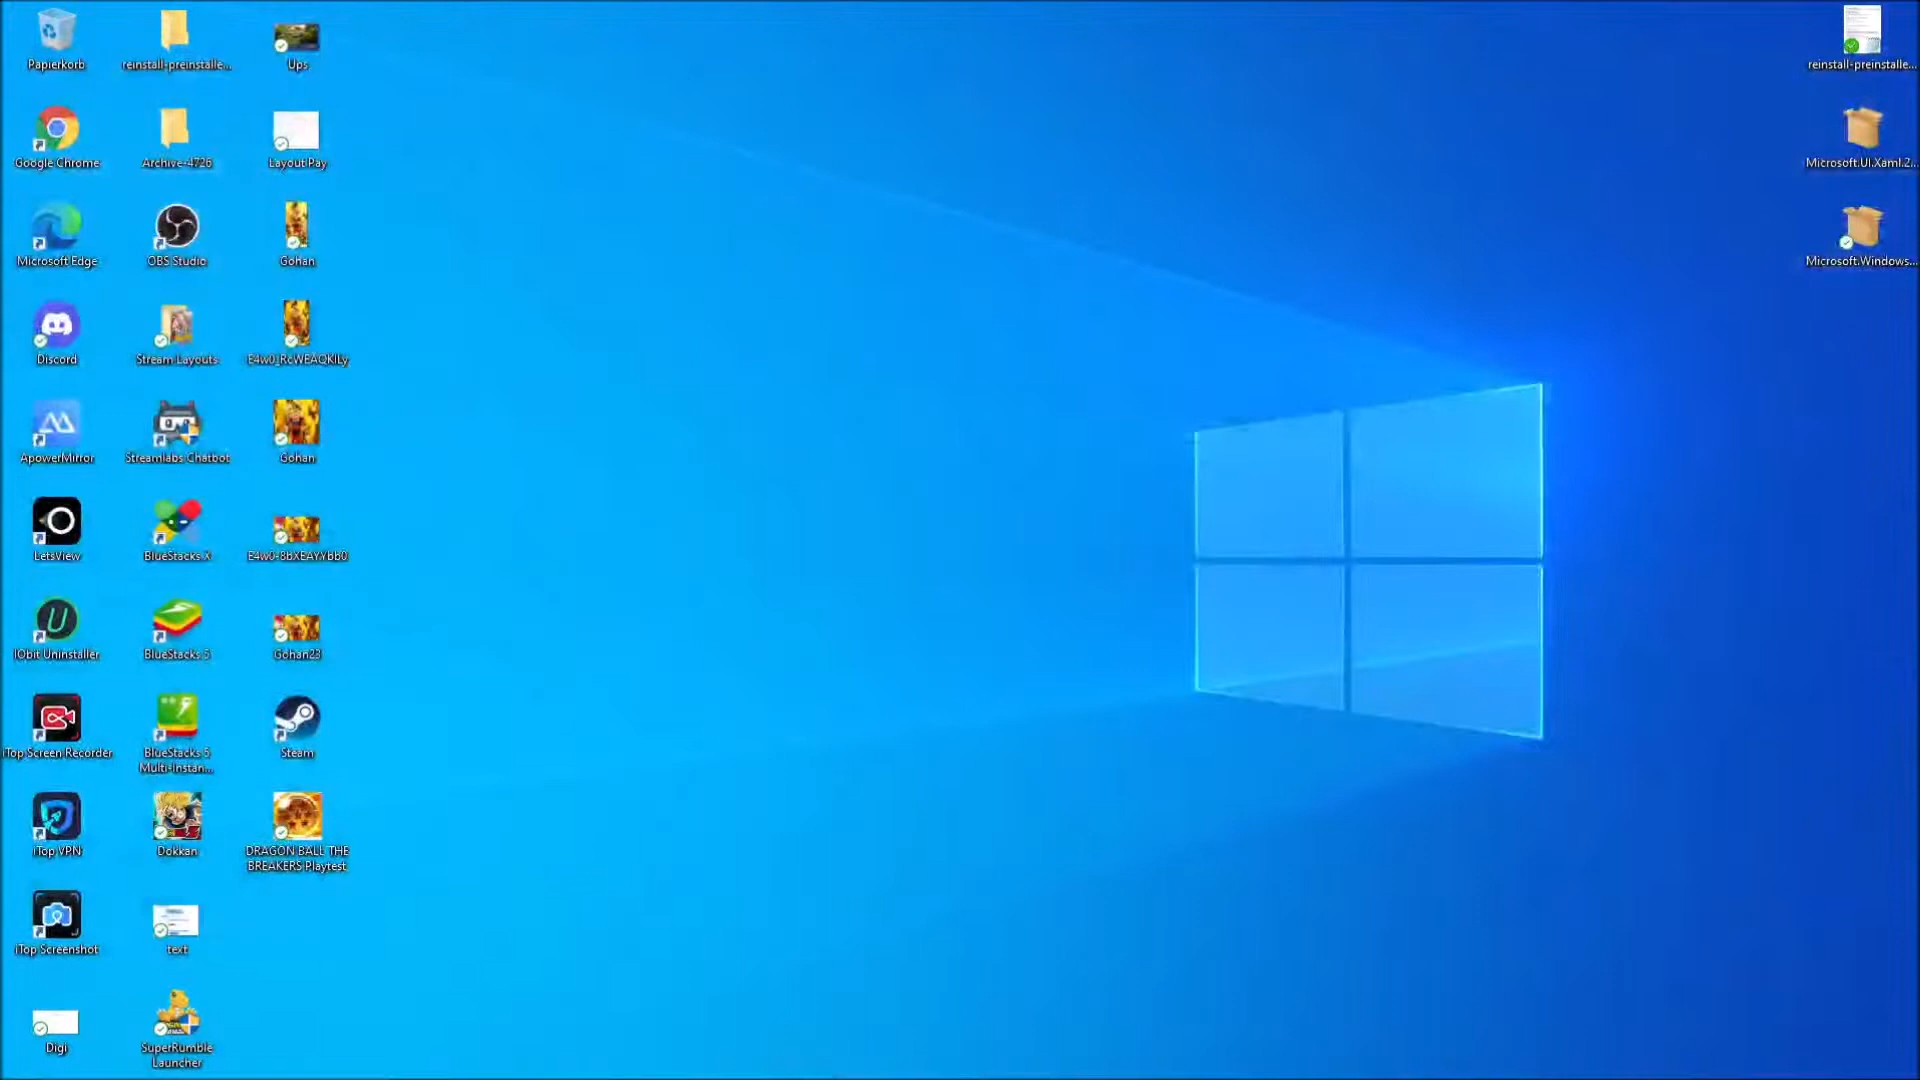 Papierkorb
reinstall-preinstalle...
Ups
Google Chrome
Archive-4726
LayoutPay
Microsoft Edge
OBS Studio
Gohan
Discord
Stream Layouts
E4w0_RcWEAQKILy
ApowerMirror
Streamlabs Chatbot
Gohan
LetsView
BlueStacks X
E4w0-8bXEAYYbb0
IObit Uninstaller
BlueStacks 5
Gohan23
iTop Screen Recorder
BlueStacks 5
Multi-Instan...
Steam
iTop VPN
Dokkan
DRAGON BALL THE
BREAKERS Playtest
iTop Screenshot
text
Digi
SuperRumble
Launcher
reinstall-preinstalle...
Microsoft.UI.Xaml.2...
Microsoft.Windows...